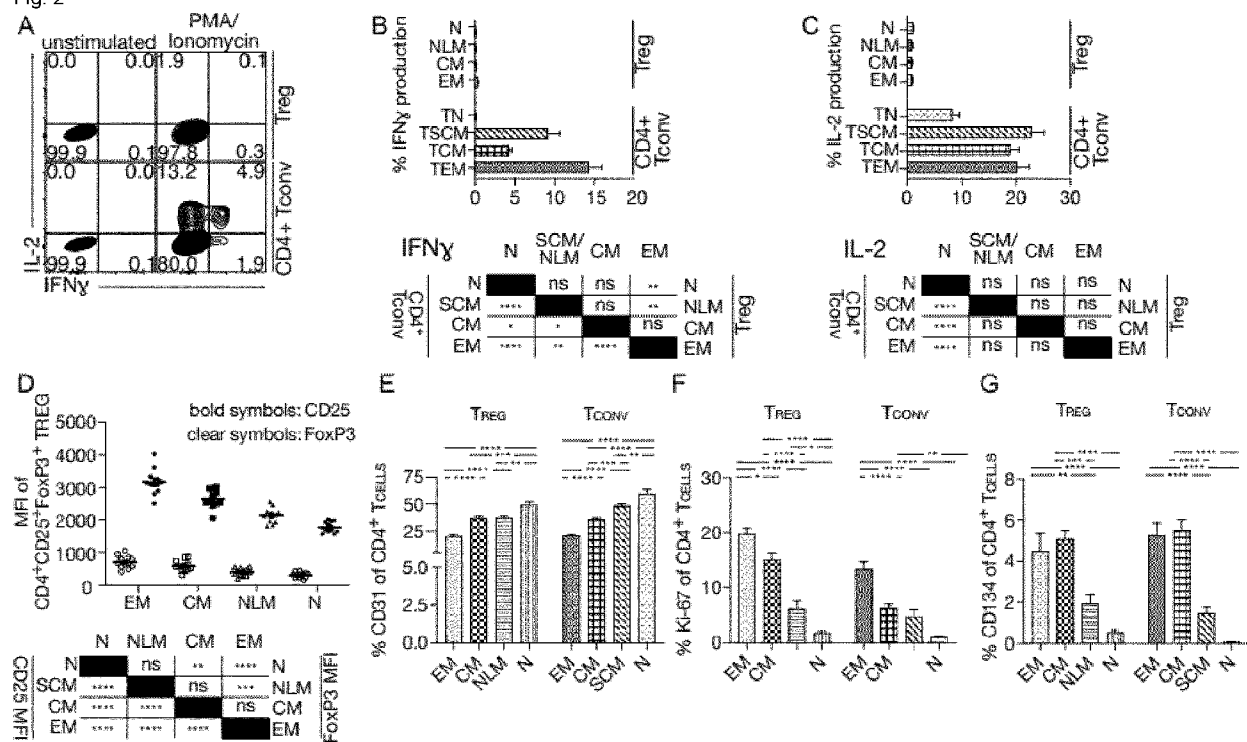 Fig. 2
A
unstimulated
PMA/
Ionomycin
0.0 0.0 1.9 0.1
99.9 0.1 97.8 0.3
0.0 0.0 13.2 4.9
99.9 0.1 80.0 1.9
IL-2
IFNγ
Treg
CD4+ Tconv
B
% IFNγ production
N
NLM
CM
EM
TN
TSCM
TCM
TEM
0 5 10 15 20
Treg
CD4+
Tconv
IFNγ
N SCM/NLM CM EM
N ns ns ** N
SCM **** ns ** NLM
CM * * ns CM
EM **** ** **** EM
CD4+
Tconv
Treg
C
% IL-2 production
N
NLM
CM
EM
TN
TSCM
TCM
TEM
0 10 20 30
Treg
CD4+
Tconv
IL-2
N SCM/NLM CM EM
N ns ns ns N
SCM **** ns ns NLM
CM **** ns ns CM
EM **** ns ns EM
CD4+
Tconv
Treg
D
bold symbols: CD25
clear symbols: FoxP3
MFI of
CD4+CD25+FoxP3+ TREG
5000
4000
3000
2000
1000
0
EM CM NLM N
N NLM CM EM
N ns ** **** N
SCM **** ns *** NLM
CM **** **** ns CM
EM **** **** **** EM
CD25 MFI
FoxP3 MFI
E
TREG TCONV
% CD31 of CD4+ TCELLS
75
50
25
5.0
2.5
0.0
EM CM NLM N EM CM SCM N
F
TREG TCONV
% Ki-67 of CD4+ TCELLS
30
20
10
0
EM CM N EM CM N
G
TREG TCONV
% CD134 of CD4+ TCELLS
8
6
4
2
0
EM CM NLM N EM CM SCM N